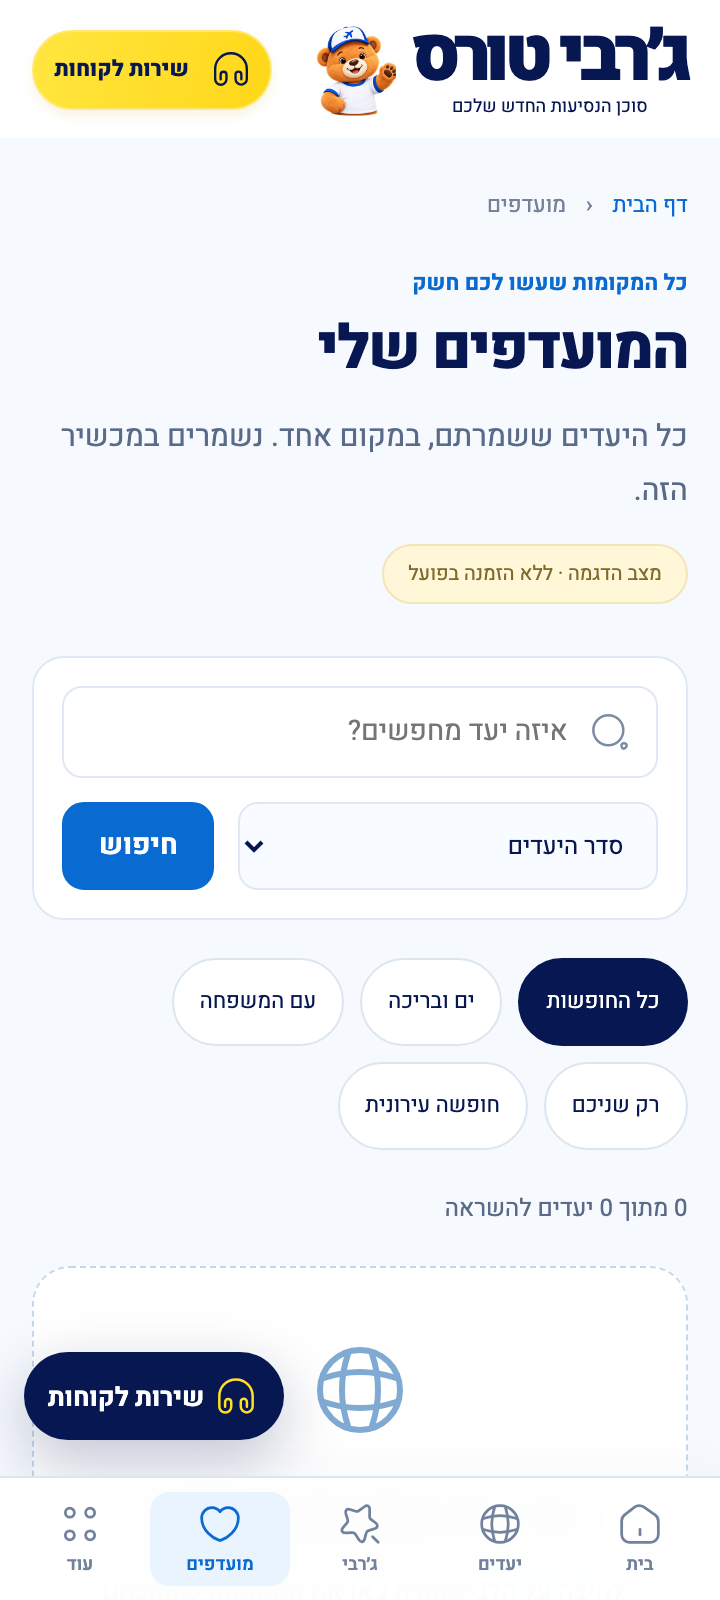 ג'רבי טורס
סוכן הנסיעות החדש שלכם
שירות לקוחות
דף הבית ‹ מועדפים
כל המקומות שעשו לכם חשק
המועדפים שלי
כל היעדים ששמרתם, במקום אחד. נשמרים במכשיר
הזה.
מצב הדגמה · ללא הזמנה בפועל
איזה יעד מחפשים?
סדר היעדים
חיפוש
כל החופשות
ים ובריכה
עם המשפחה
רק שניכם
חופשה עירונית
0 מתוך 0 יעדים להשראה
שירות לקוחות
בית
יעדים
ג'רבי
מועדפים
עוד